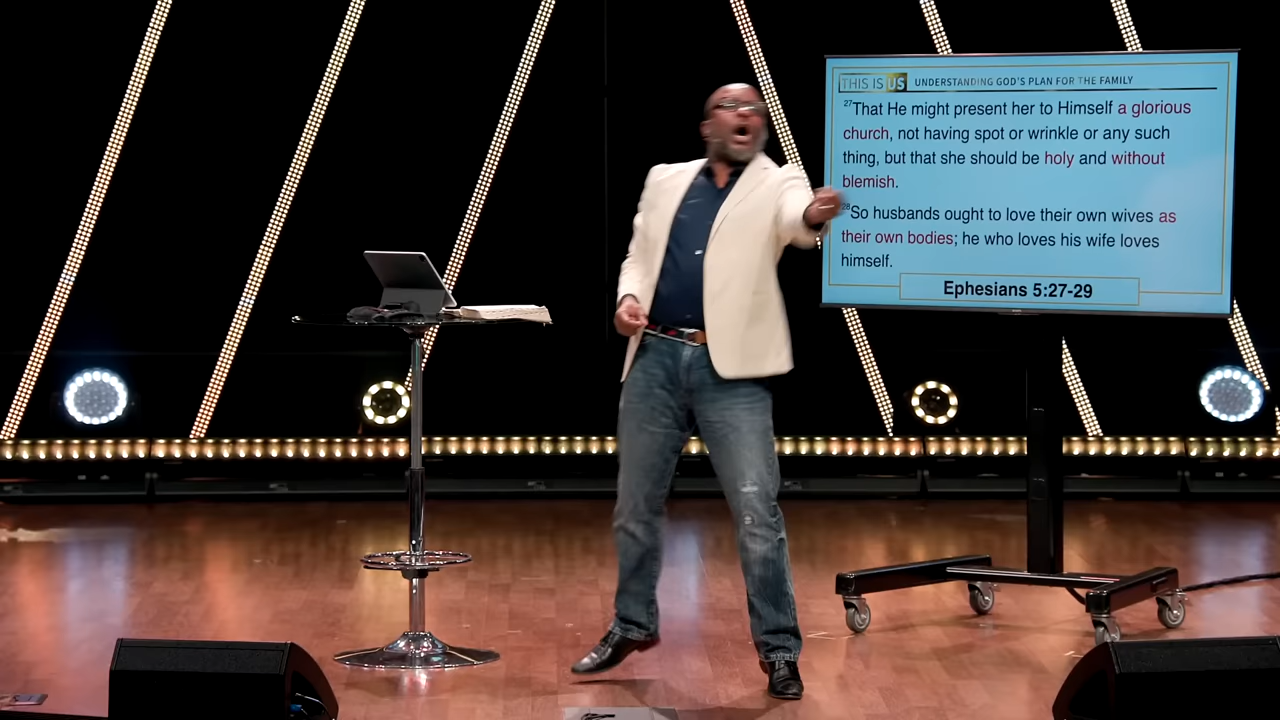 THIS IS US UNDERSTANDING GOD'S PLAN FOR THE FAMILY
27That He might present her to Himself a glorious
church, not having spot or wrinkle or any such
thing, but that she should be holy and without
blemish.
28So husbands ought to love their own wives as
their own bodies; he who loves his wife loves
himself.
Ephesians 5:27-29